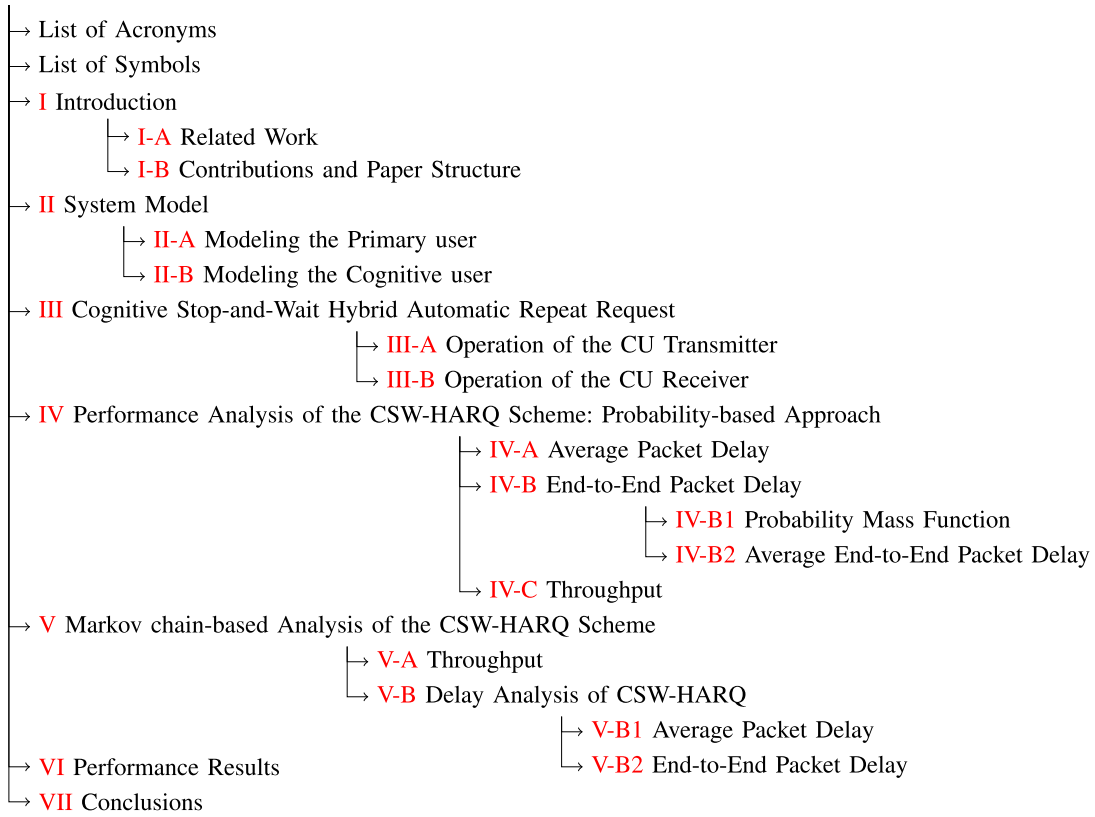 List of Acronyms
List of Symbols
I Introduction
I-A Related Work
I-B Contributions and Paper Structure
II System Model
II-A Modeling the Primary user
II-B Modeling the Cognitive user
III Cognitive Stop-and-Wait Hybrid Automatic Repeat Request
III-A Operation of the CU Transmitter
III-B Operation of the CU Receiver
IV Performance Analysis of the CSW-HARQ Scheme: Probability-based Approach
IV-A Average Packet Delay
IV-B End-to-End Packet Delay
IV-B1 Probability Mass Function
IV-B2 Average End-to-End Packet Delay
IV-C Throughput
V Markov chain-based Analysis of the CSW-HARQ Scheme
V-A Throughput
V-B Delay Analysis of CSW-HARQ
V-B1 Average Packet Delay
V-B2 End-to-End Packet Delay
VI Performance Results
VII Conclusions